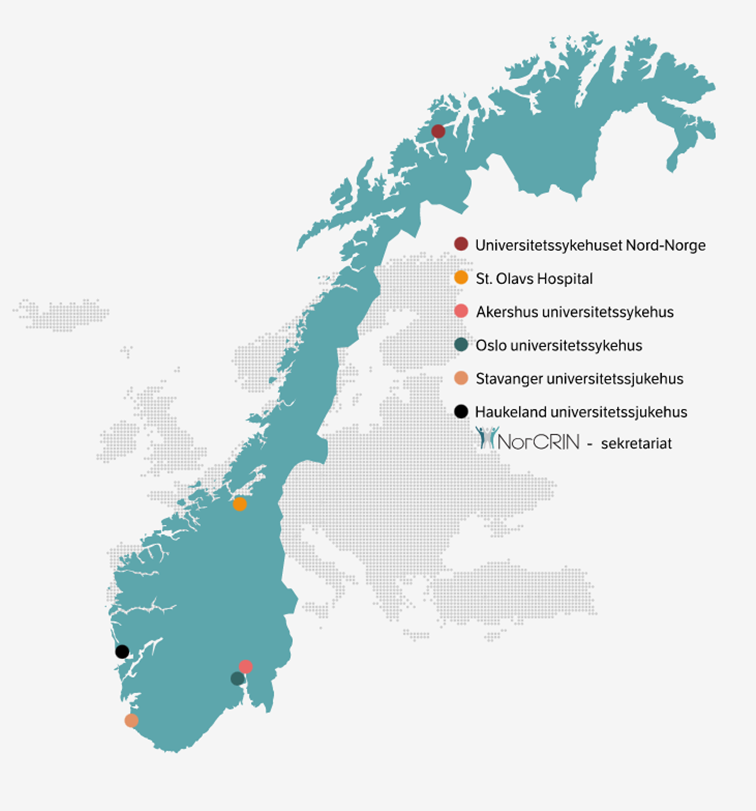 Universitetssykehuset Nord-Norge
St. Olavs Hospital
Akershus universitetssykehus
Oslo universitetssykehus
Stavanger universitetssjukehus
Haukeland universitetssjukehus
NorCRIN - sekretariat